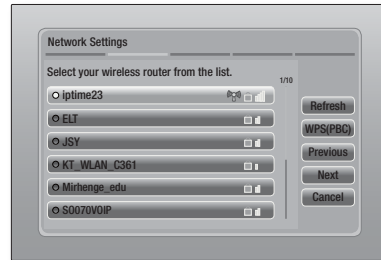 Network Settings
Select your wireless router from the list.
1/10
iptime23
ELT
JSY
KT_WLAN_C361
Mirhenge_edu
SO070VOIP
Refresh
WPS(PBC)
Previous
Next
Cancel